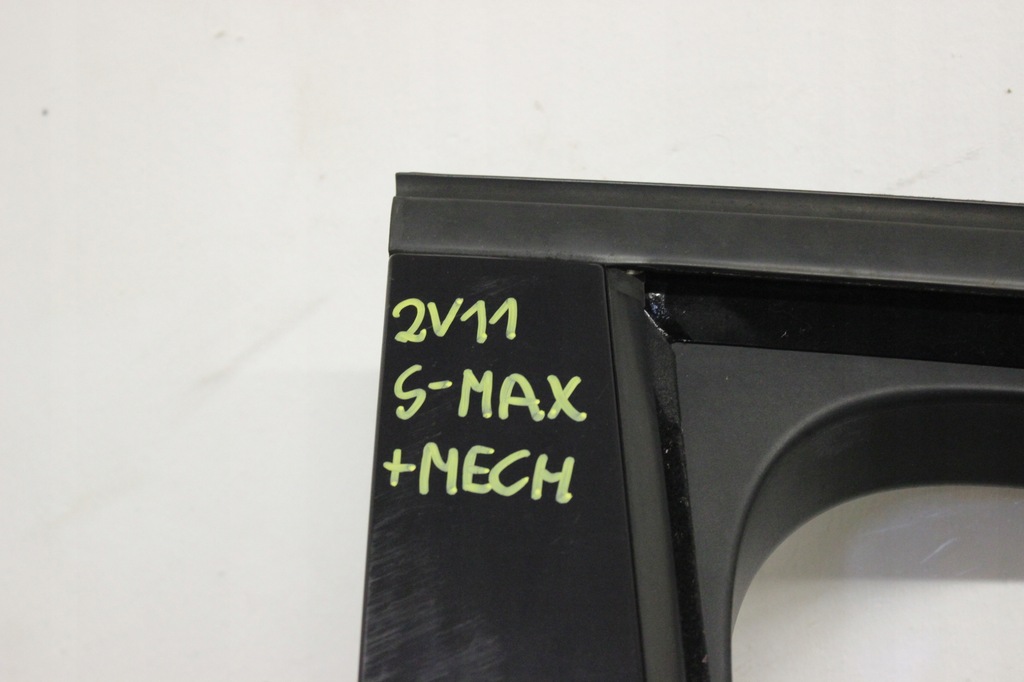 2V11
S-MAX
+MECH